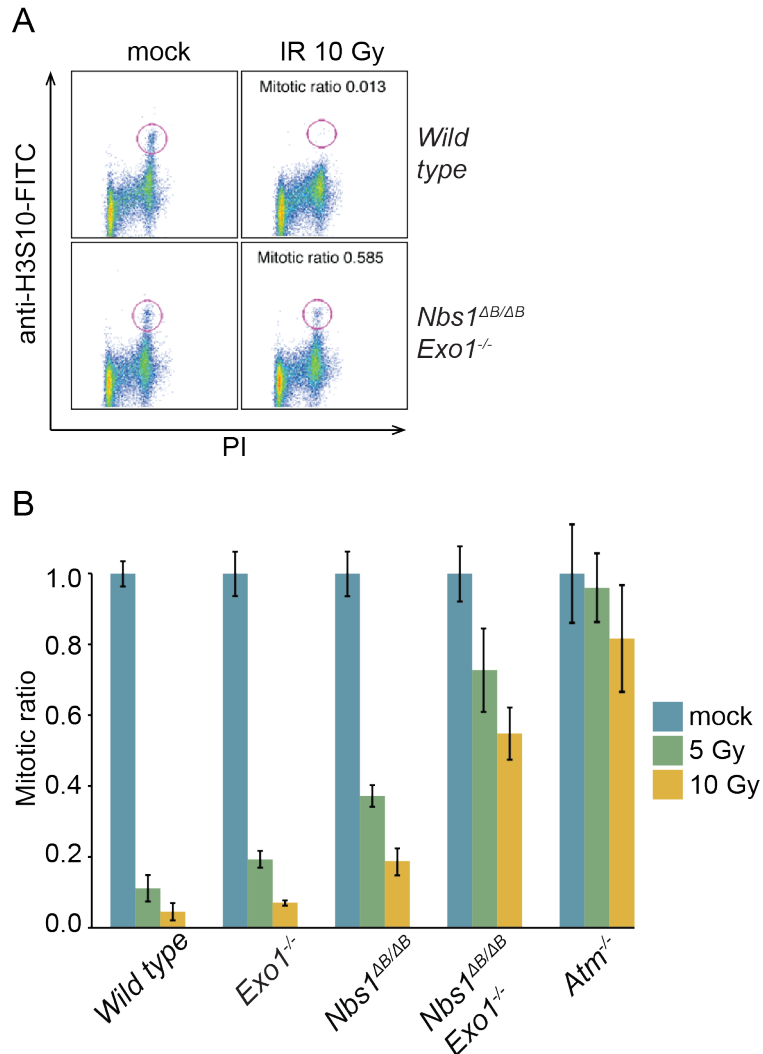 A
mock
IR 10 Gy
Mitotic ratio 0.013
Wild
type
anti-H3S10-FITC
Mitotic ratio 0.585
Nbs1ΔB/ΔB
Exo1-/-
PI
B
Mitotic ratio
1.0
0.8
0.6
0.4
0.2
0.0
mock
5 Gy
10 Gy
Wild type
Exo1-/-
Nbs1ΔB/ΔB
Nbs1ΔB/ΔB
Exo1-/-
Atm-/-